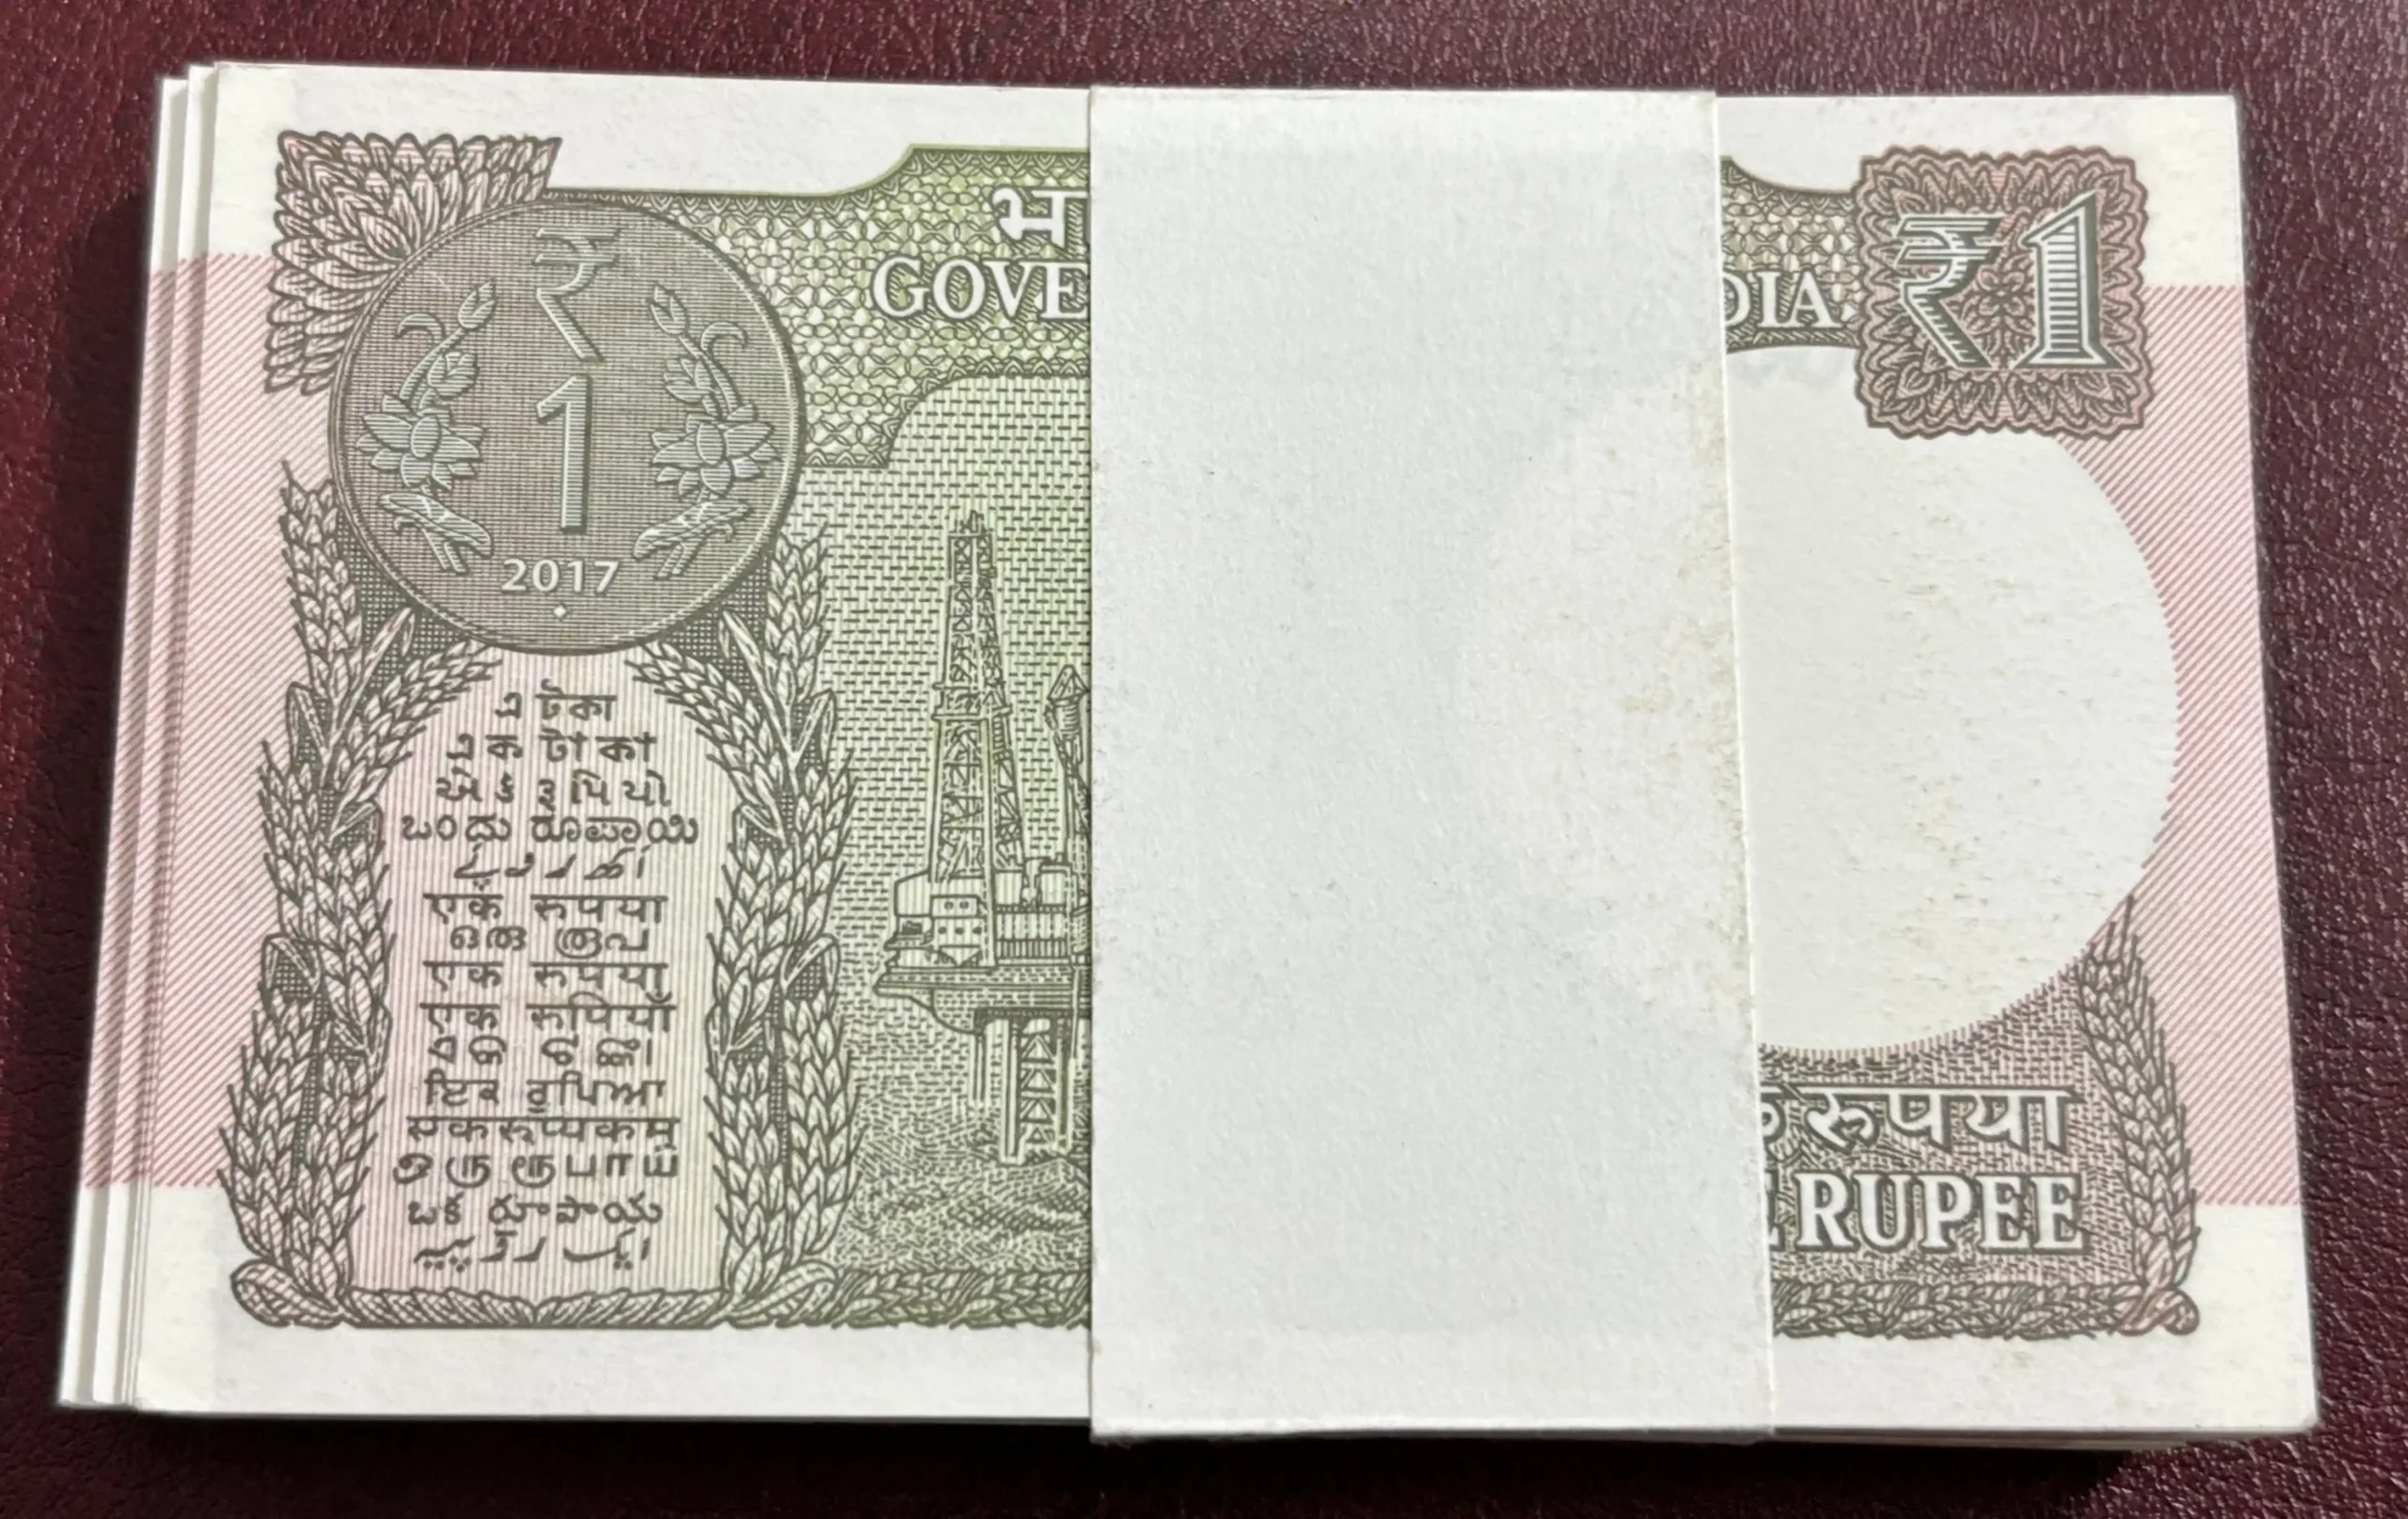 भा
GOVE
DIA
₹1
₹
1
2017
এ টকা
এক টাকা
એક રૂપિયો
ಒಂದು ರೂಪಾಯಿ
एक रुपया
ഒരു രൂപ
एक रुपया
एक रुपियाँ
ଏକ ଟଙ୍କା
ਇਕ ਰੁਪਿਆ
एकरूप्यकम्
ஒரு ரூபாய்
ఒక రూపాయి
ایک روپیہ
रुपया
RUPEE